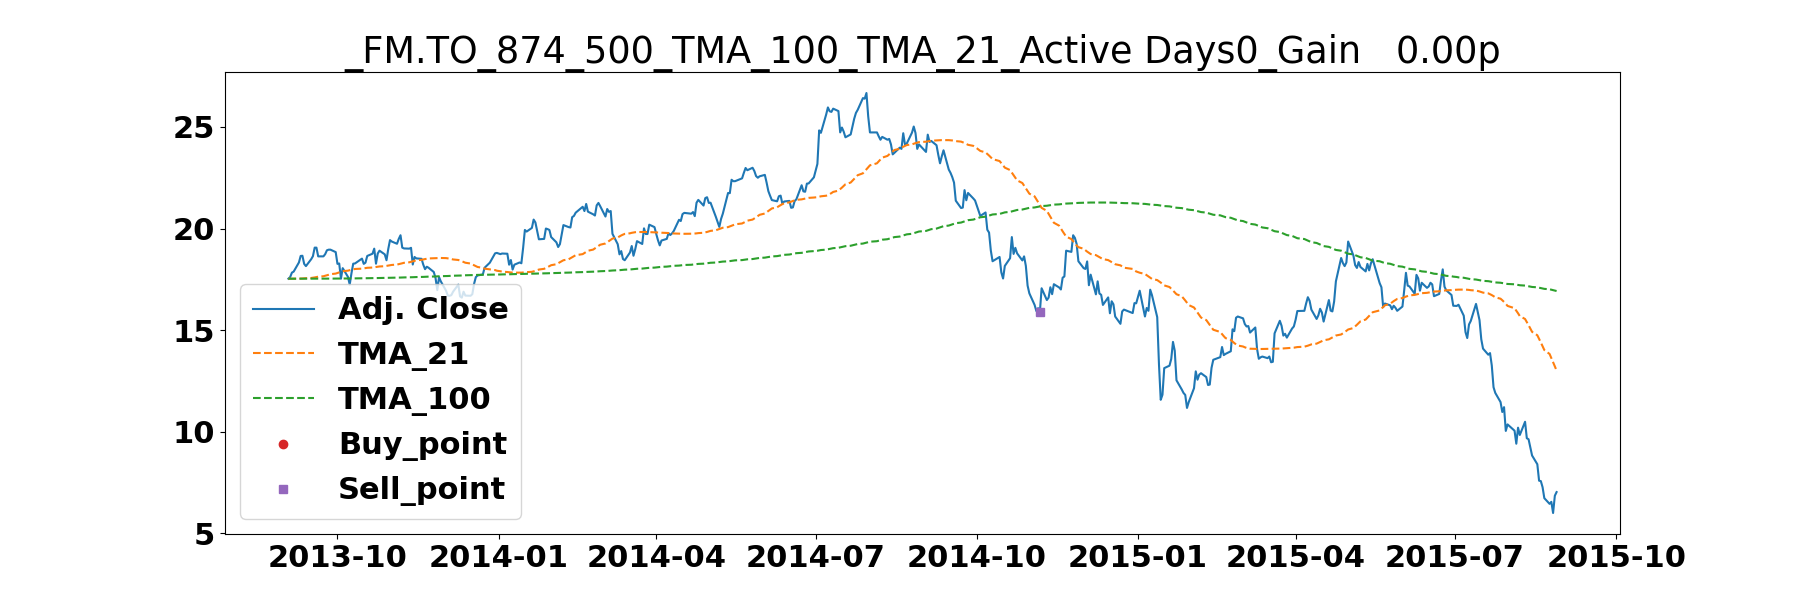 _FM.TO_874_500_TMA_100_TMA_21_Active Days0_Gain   0.00p
25
20
15
10
5
Adj. Close
TMA_21
TMA_100
Buy_point
Sell_point
2013-10 2014-01 2014-04 2014-07 2014-10 2015-01 2015-04 2015-07 2015-10